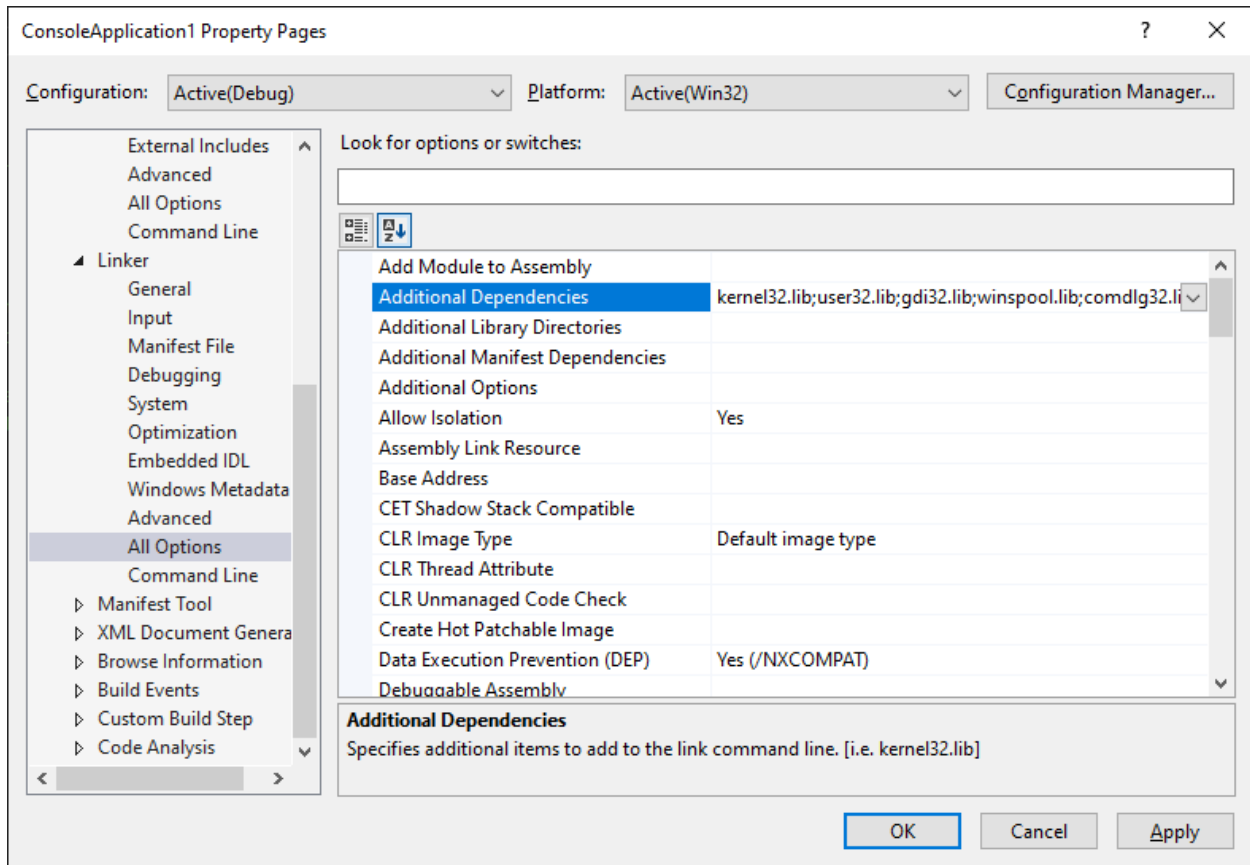 ConsoleApplication1 Property Pages
?
Configuration: Active(Debug) Platform: Active(Win32) Configuration Manager...
External Includes
Advanced
All Options
Command Line
Linker
General
Input
Manifest File
Debugging
System
Optimization
Embedded IDL
Windows Metadata
Advanced
All Options
Command Line
Manifest Tool
XML Document Genera
Browse Information
Build Events
Custom Build Step
Code Analysis
Look for options or switches:
Add Module to Assembly
Additional Dependencies kernel32.lib;user32.lib;gdi32.lib;winspool.lib;comdlg32.li
Additional Library Directories
Additional Manifest Dependencies
Additional Options
Allow Isolation Yes
Assembly Link Resource
Base Address
CET Shadow Stack Compatible
CLR Image Type Default image type
CLR Thread Attribute
CLR Unmanaged Code Check
Create Hot Patchable Image
Data Execution Prevention (DEP) Yes (/NXCOMPAT)
Debuggable Assembly
Additional Dependencies
Specifies additional items to add to the link command line. [i.e. kernel32.lib]
OK Cancel Apply